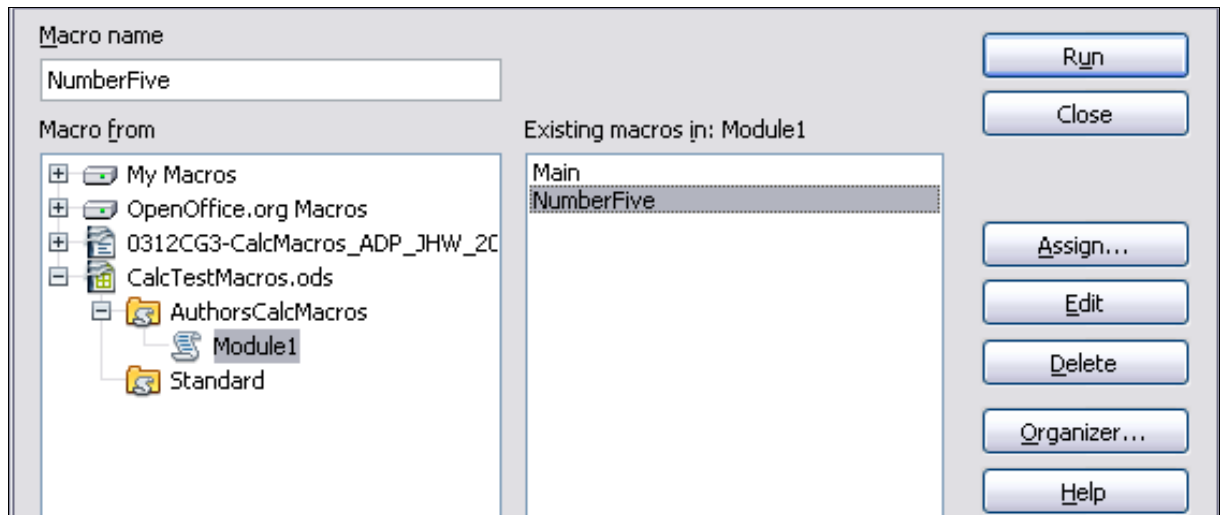 Macro name
NumberFive
Macro from
My Macros
OpenOffice.org Macros
0312CG3-CalcMacros_ADP_JHW_20
CalcTestMacros.ods
AuthorsCalcMacros
Module1
Standard
Existing macros in: Module1
Main
NumberFive
Run
Close
Assign...
Edit
Delete
Organizer...
Help